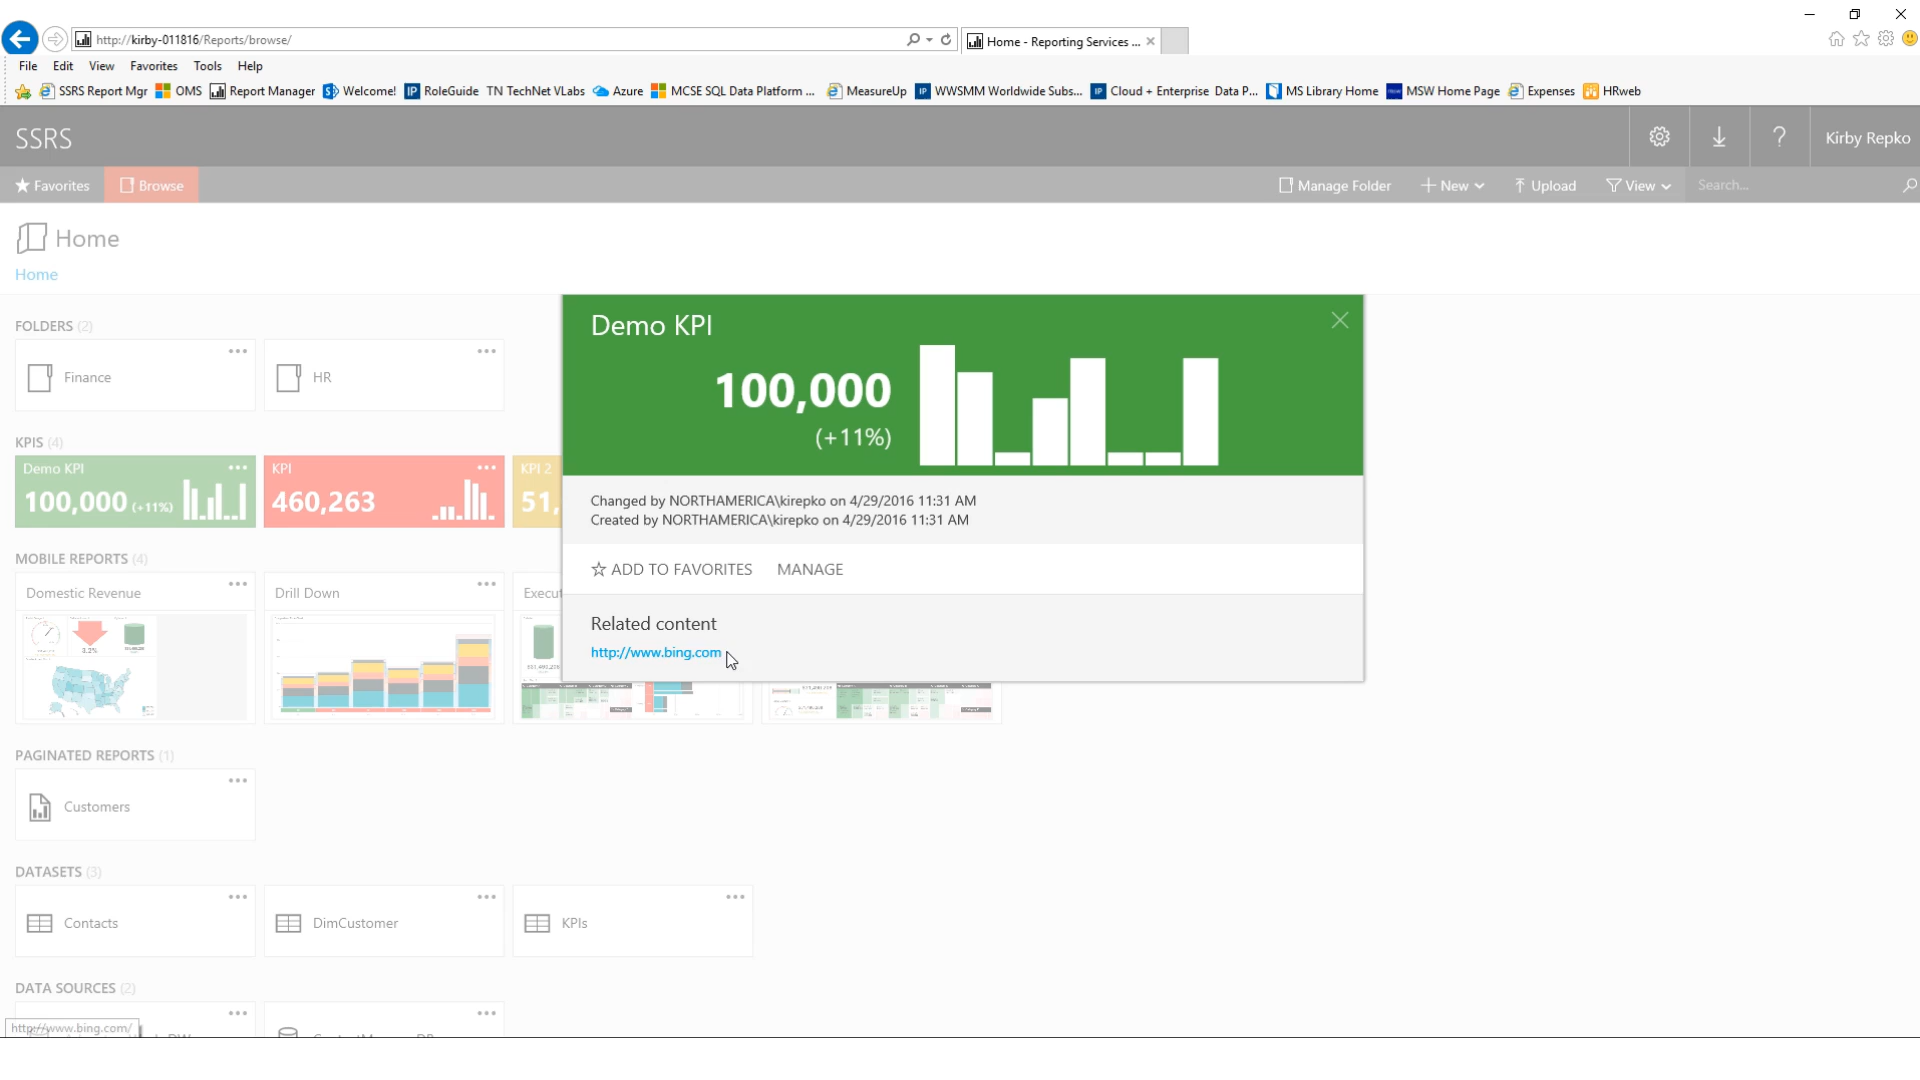 http://kirby-011816/Reports/browse/
Home - Reporting Services ...
File Edit View Favorites Tools Help
SSRS Report Mgr OMS Report Manager Welcome! RoleGuide TN TechNet VLabs Azure MCSE SQL Data Platform ... MeasureUp WWSMM Worldwide Subs... Cloud + Enterprise Data P... MS Library Home MSW Home Page Expenses HRweb
SSRS
Kirby Repko
Favorites Browse Manage Folder New Upload View Search...
Home
Home
FOLDERS (2)
Finance HR
KPIS (4)
Demo KPI
100,000 (+11%)
KPI
460,263
KPI 2
51,
Demo KPI
100,000
(+11%)
Changed by NORTHAMERICA\kirepko on 4/29/2016 11:31 AM
Created by NORTHAMERICA\kirepko on 4/29/2016 11:31 AM
ADD TO FAVORITES MANAGE
Related content
http://www.bing.com
MOBILE REPORTS (4)
Domestic Revenue Drill Down
3.2%
PAGINATED REPORTS (1)
Customers
DATASETS (3)
Contacts DimCustomer KPIs
DATA SOURCES (2)
http://www.bing.com/